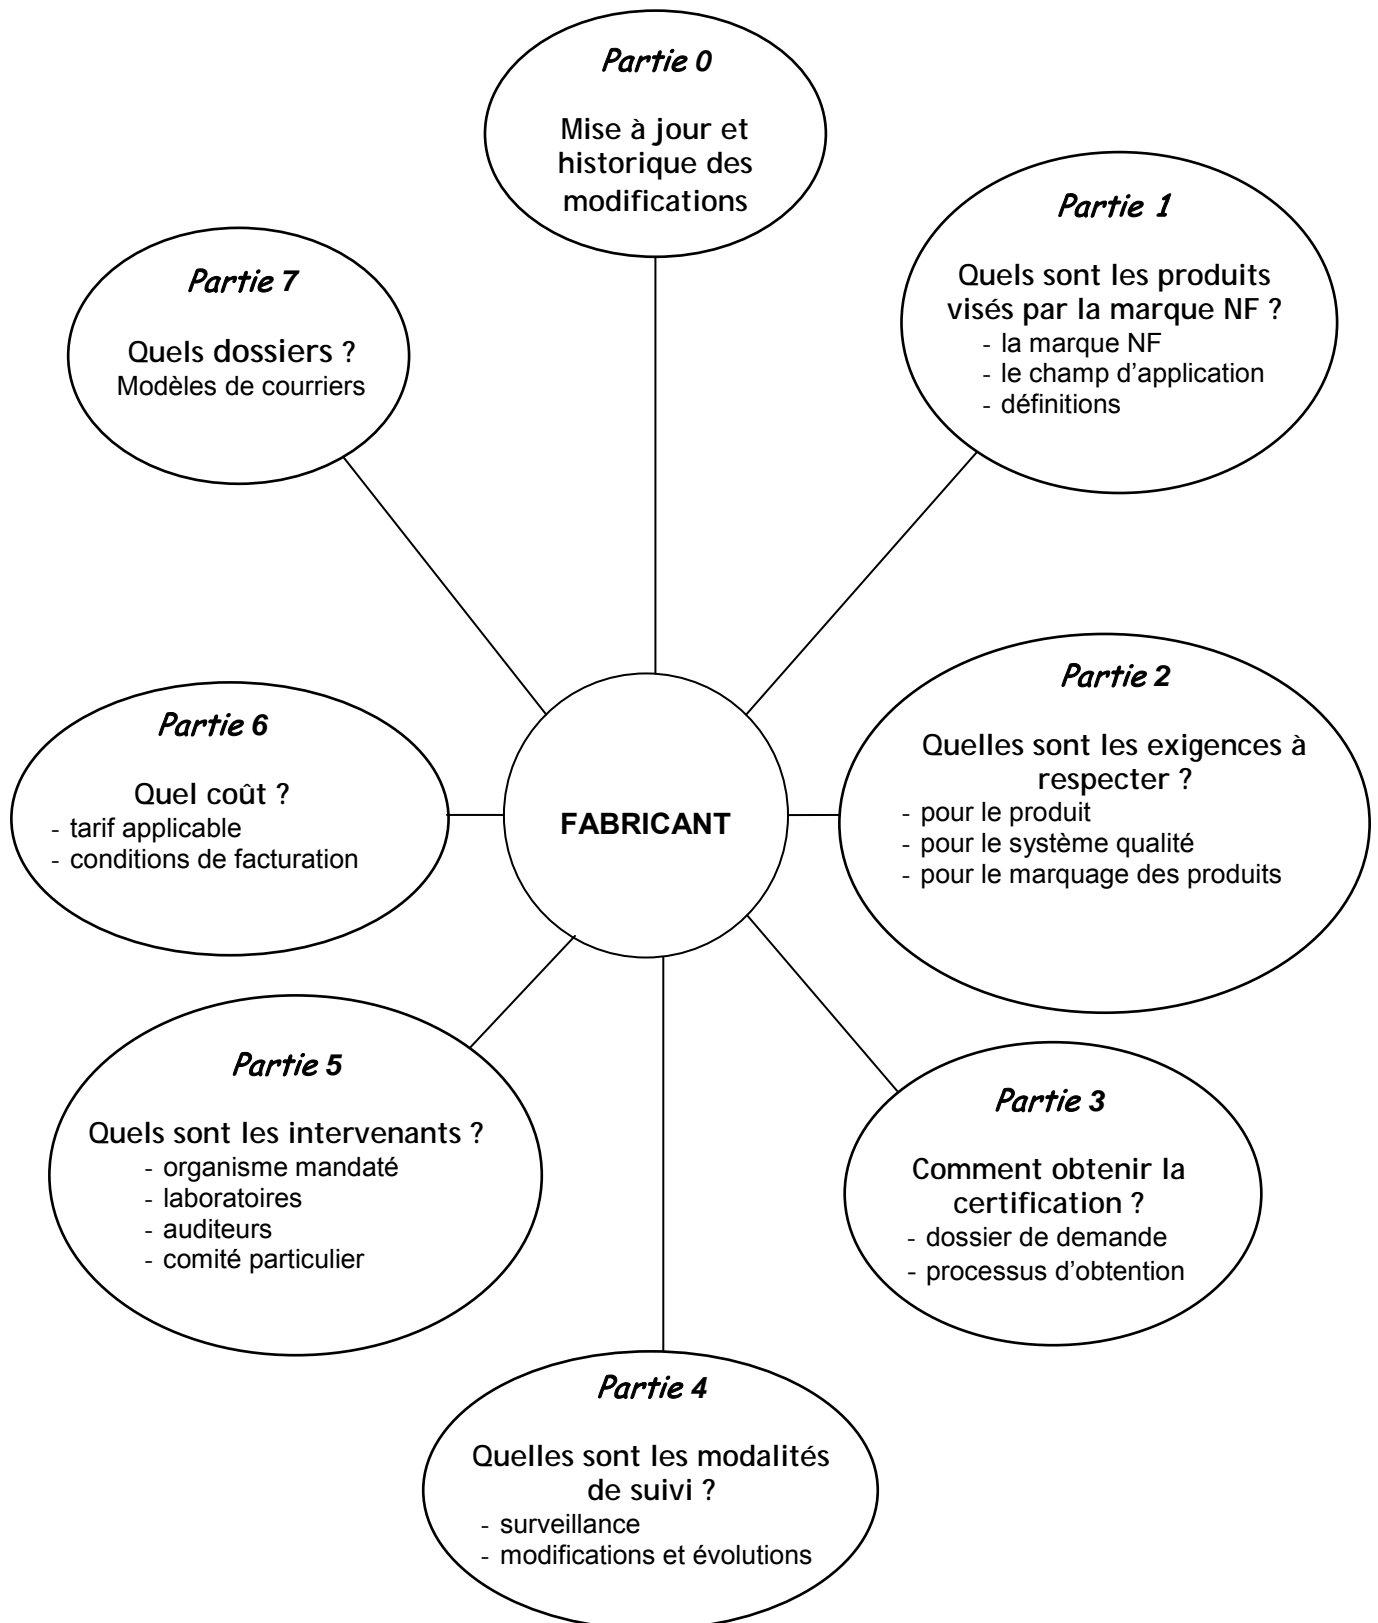 Partie 0
Mise à jour et
historique des
modifications
Partie 1
Quels sont les produits
visés par la marque NF ?
- la marque NF
- le champ d’application
- définitions
Partie 7
Quels dossiers ?
Modèles de courriers
Partie 2
Quelles sont les exigences à
respecter ?
- pour le produit
- pour le système qualité
- pour le marquage des produits
Partie 6
Quel coût ?
- tarif applicable
- conditions de facturation
FABRICANT
Partie 5
Quels sont les intervenants ?
- organisme mandaté
- laboratoires
- auditeurs
- comité particulier
Partie 3
Comment obtenir la
certification ?
- dossier de demande
- processus d’obtention
Partie 4
Quelles sont les modalités
de suivi ?
- surveillance
- modifications et évolutions